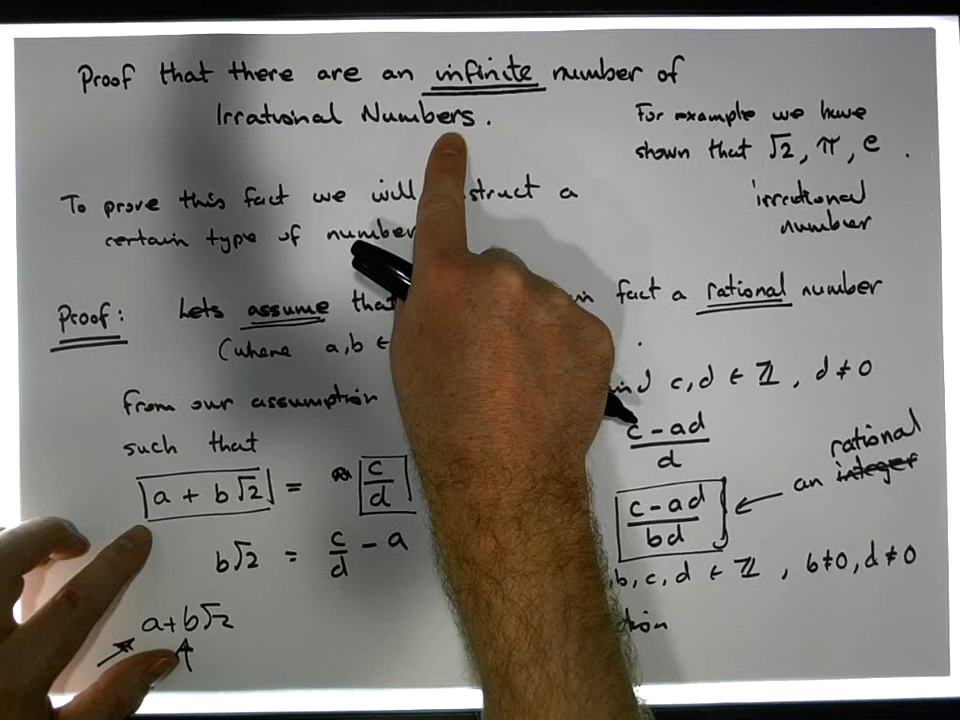 Proof that there are an infinite number of
Irrational Numbers.
For example we have
shown that √2, π, e.
irrational
number
To prove this fact we will struct a
certain type of number
Proof: Lets assume that in fact a rational number
(where a,b ∈
from our assumption c,d ∈ ℤ, d≠0
such that
a + b√2 = c/d
c - ad / d
b√2 = c/d - a
c - ad / bd
an integer rational
b, c, d ∈ ℤ, b≠0, d≠0
a+b√2